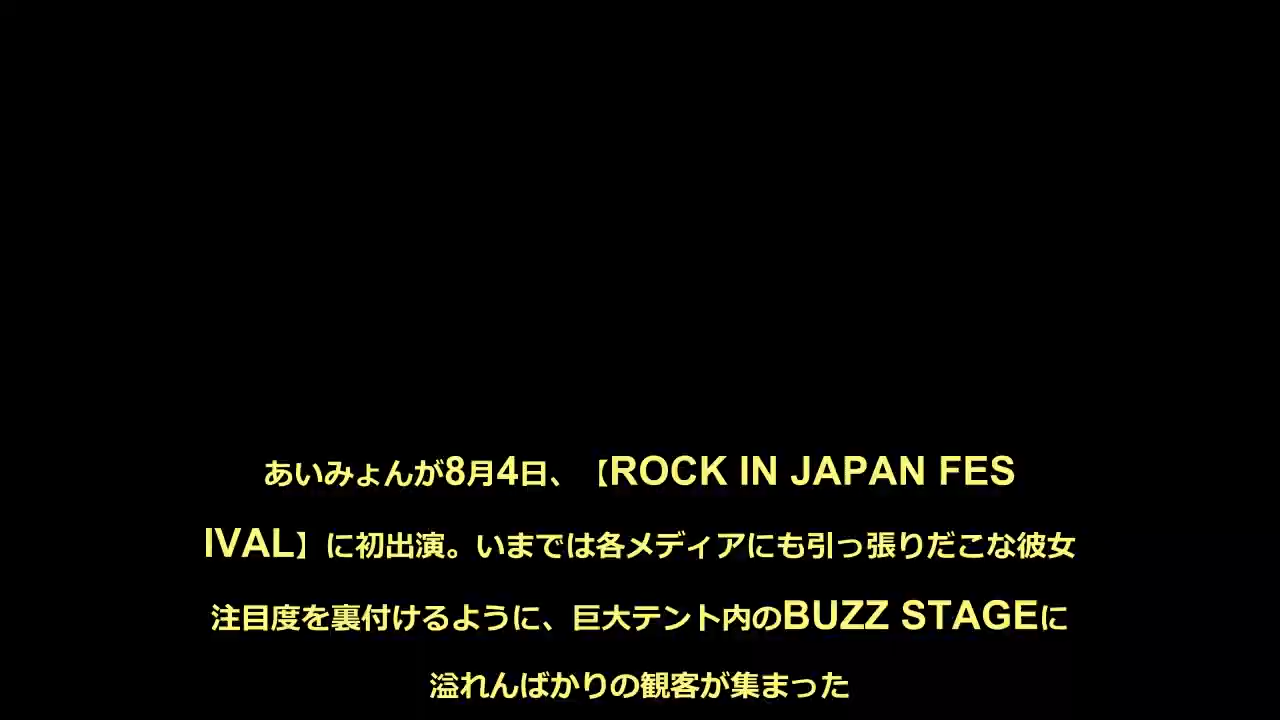 あいみょんが8月4日、【ROCK IN JAPAN FES
IVAL】に初出演。いまでは各メディアにも引っ張りだこな彼女
注目度を裏付けるように、巨大テント内のBUZZ STAGEに
溢れんばかりの観客が集まった